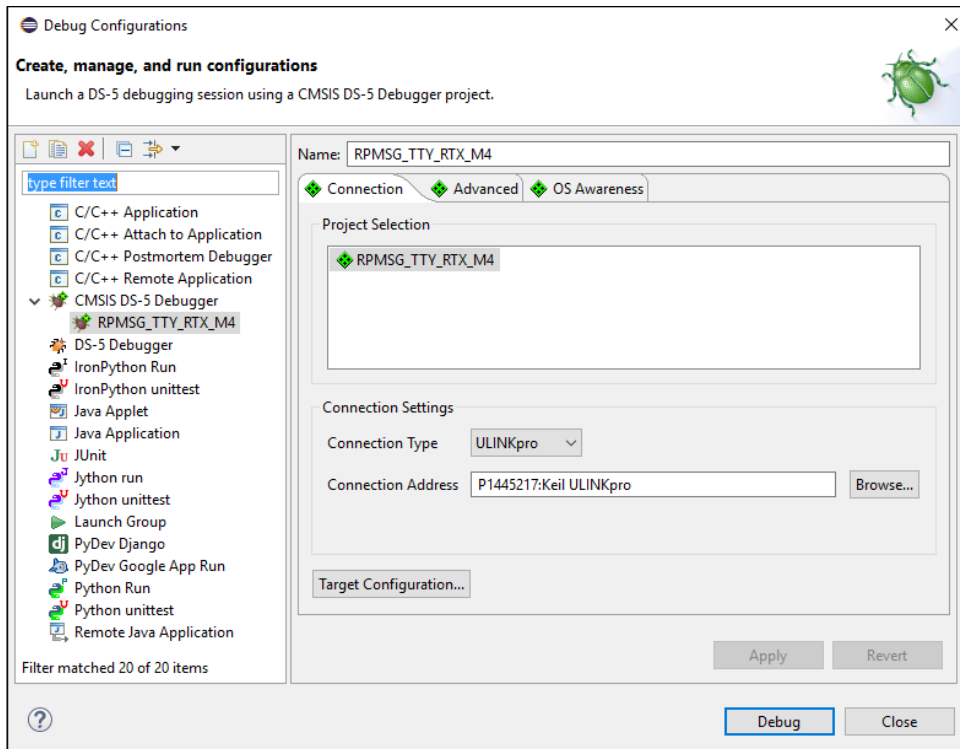 Debug Configurations
Create, manage, and run configurations
Launch a DS-5 debugging session using a CMSIS DS-5 Debugger project.
type filter text
C/C++ Application
C/C++ Attach to Application
C/C++ Postmortem Debugger
C/C++ Remote Application
CMSIS DS-5 Debugger
RPMSG_TTY_RTX_M4
DS-5 Debugger
IronPython Run
IronPython unittest
Java Applet
Java Application
JUnit
Jython run
Jython unittest
Launch Group
PyDev Django
PyDev Google App Run
Python Run
Python unittest
Remote Java Application
Filter matched 20 of 20 items
Name: RPMSG_TTY_RTX_M4
Connection Advanced OS Awareness
Project Selection
RPMSG_TTY_RTX_M4
Connection Settings
Connection Type ULINKpro
Connection Address P1445217:Keil ULINKpro Browse...
Target Configuration...
Apply Revert
Debug Close